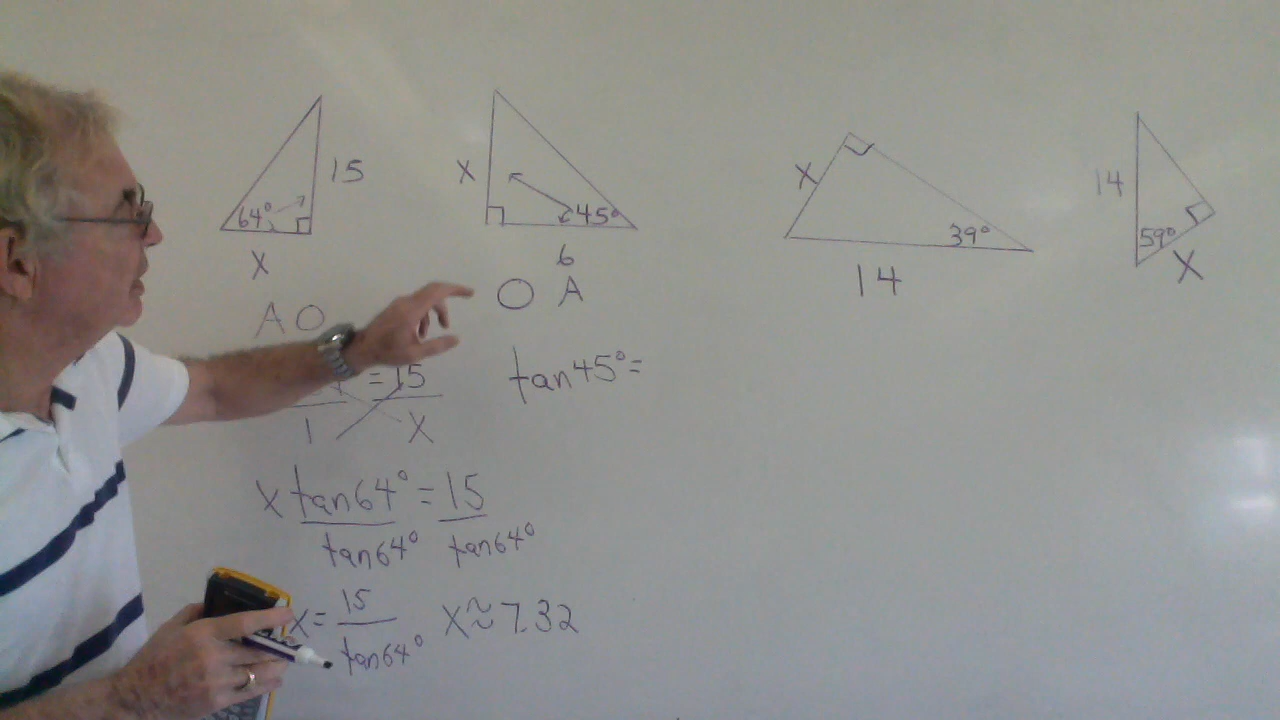 64° 15
X
A O
= 15
1 X
x tan64° = 15
tan64° tan64°
x = 15
tan64°
X ≈ 7.32
X 45°
6
O A
tan45° =
X 39°
14
14 59°
X